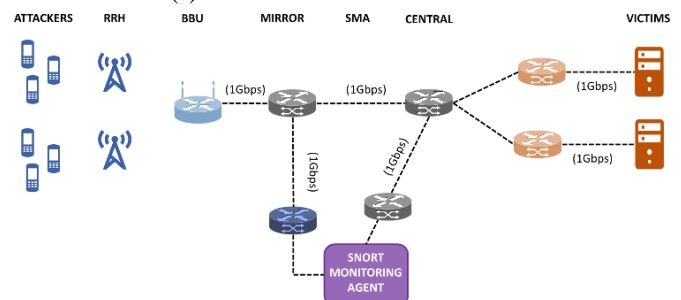 ATTACKERS RRH BBU MIRROR SMA CENTRAL VICTIMS
(1Gbps) (1Gbps) (1Gbps)
(1Gbps)
(1Gbps)
(1Gbps)
SNORT
MONITORING
AGENT